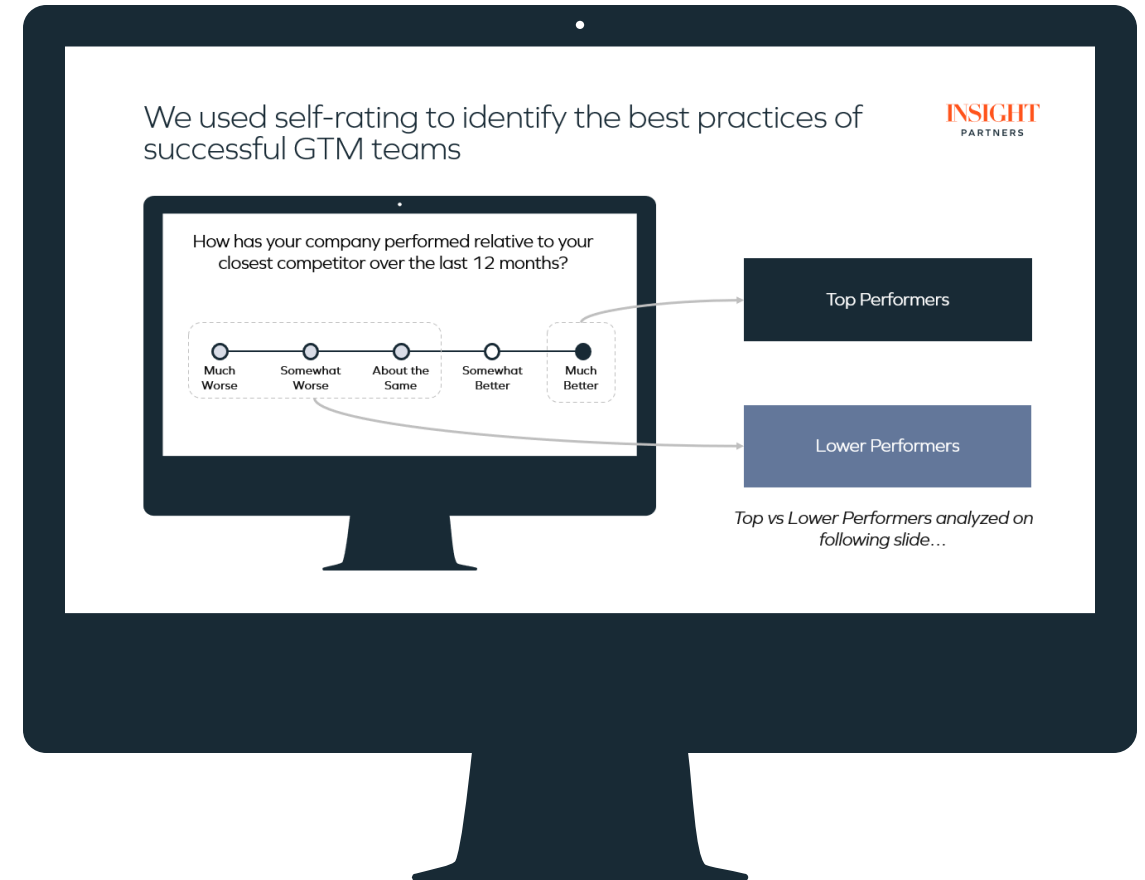 We used self-rating to identify the best practices of
successful GTM teams
INSIGHT
PARTNERS
How has your company performed relative to your
closest competitor over the last 12 months?
Much
Worse
Somewhat
Worse
About the
Same
Somewhat
Better
Much
Better
Top Performers
Lower Performers
Top vs Lower Performers analyzed on
following slide...